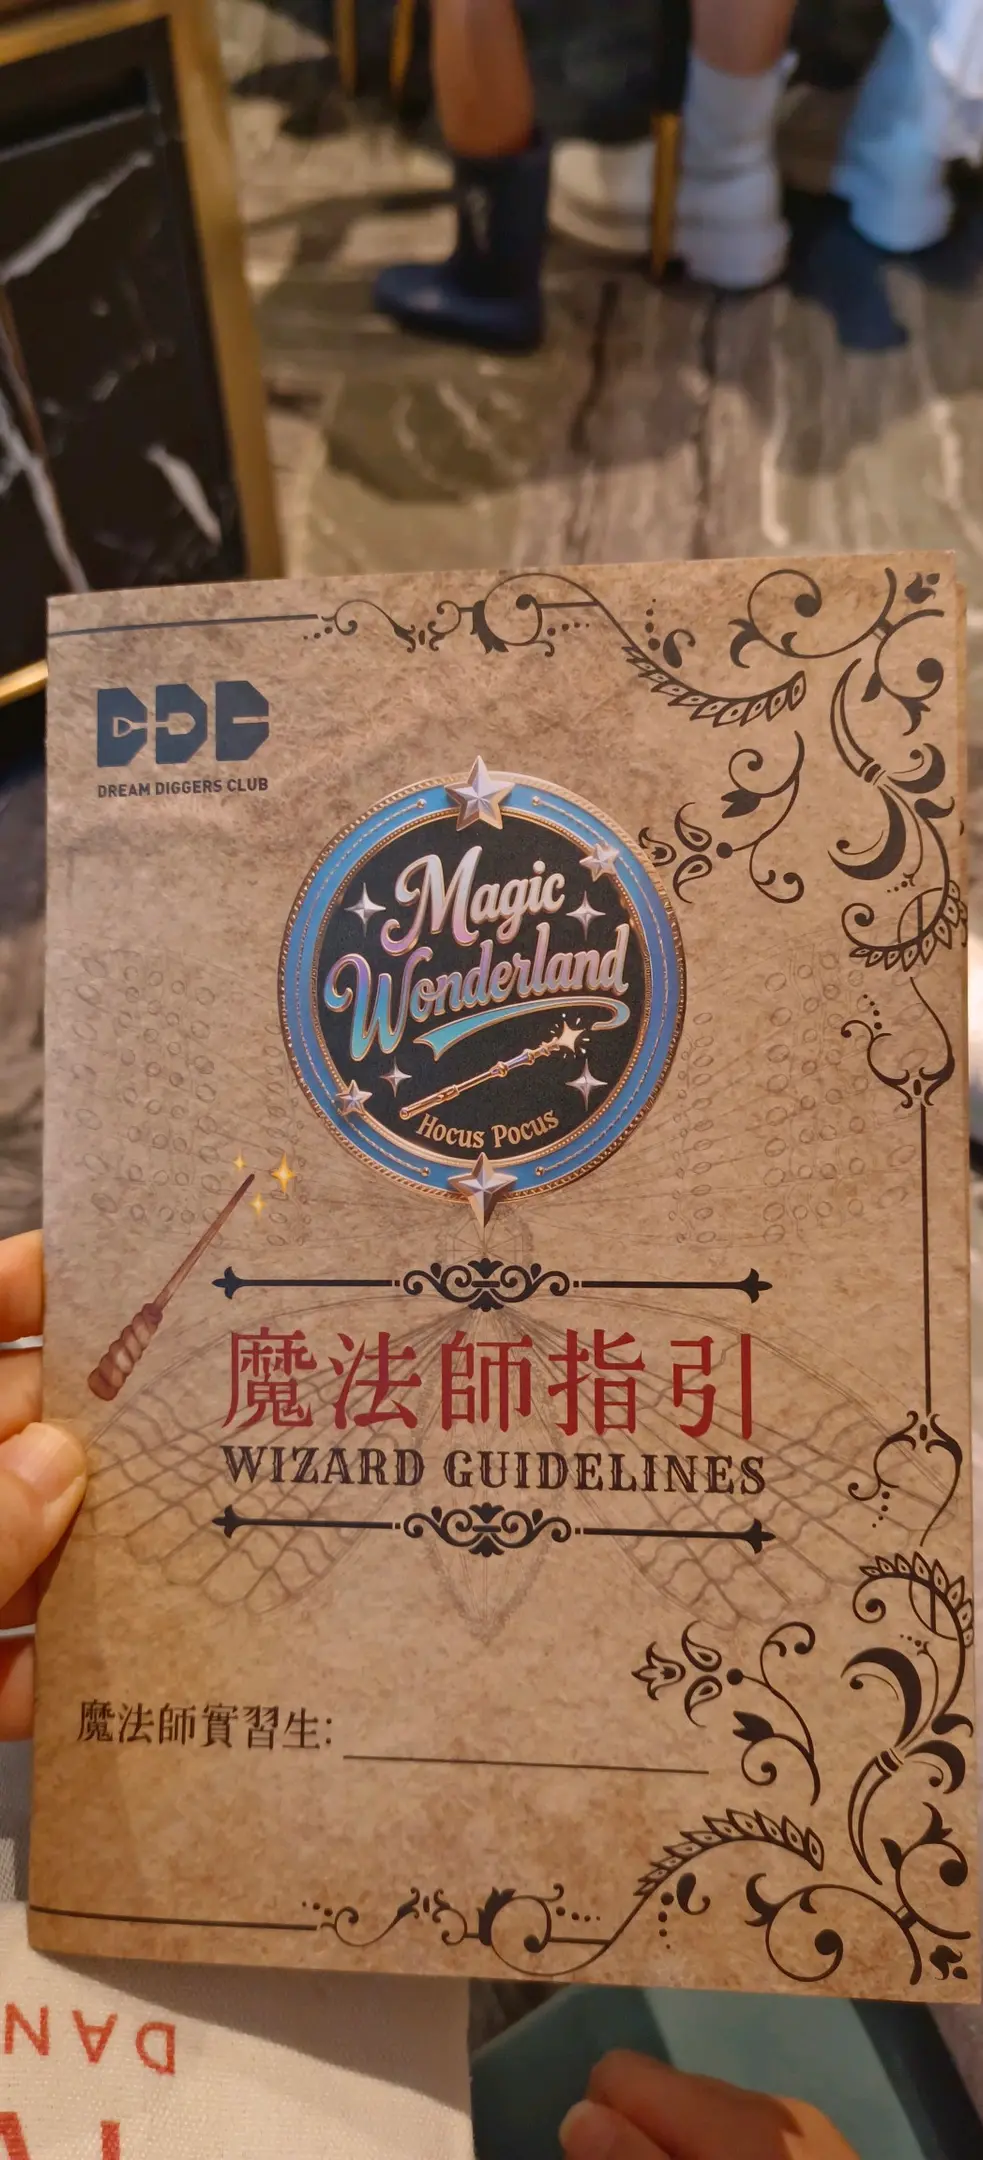 DDC
DREAM DIGGERS CLUB
Magic
Wonderland
Hocus Pocus
魔法師指引
WIZARD GUIDELINES
魔法師實習生:
DAN